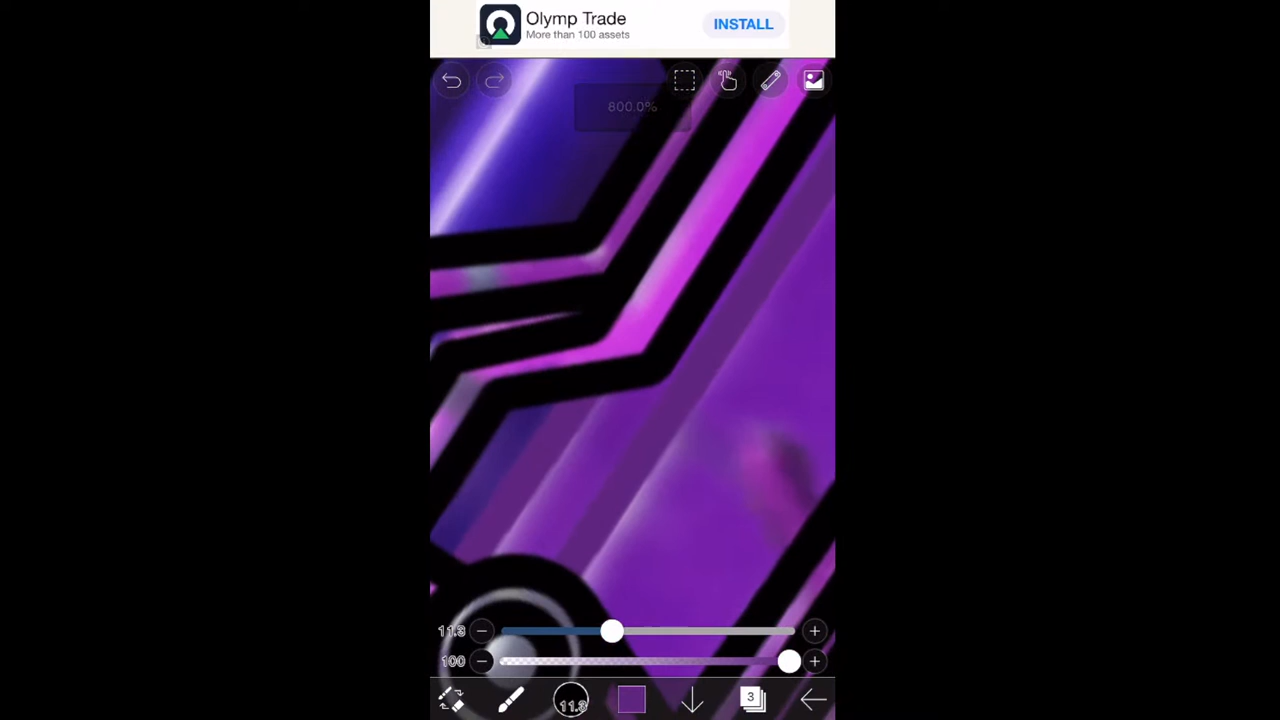 Olymp Trade
More than 100 assets
INSTALL
800.0%
11.3
100
11.3
3